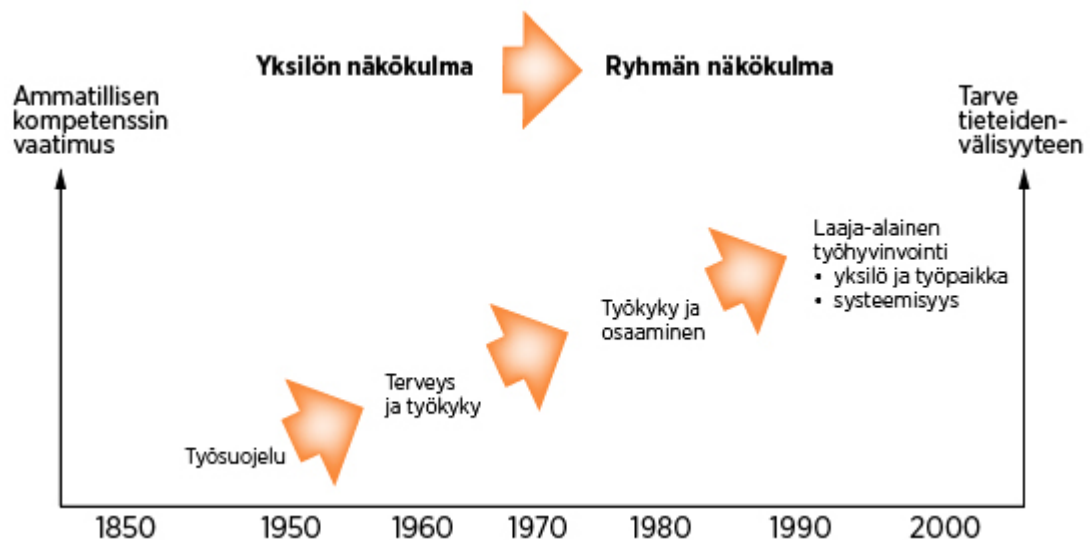 Yksilön näkökulma
Ryhmän näkökulma
Ammatillisen
kompetenssin
vaatimus
Tarve
tieteiden-
välisyyteen
Laaja-alainen
työhyvinvointi
• yksilö ja työpaikka
• systeemisyys
Työkyky ja
osaaminen
Terveys
ja työkyky
Työsuojelu
1850 1950 1960 1970 1980 1990 2000